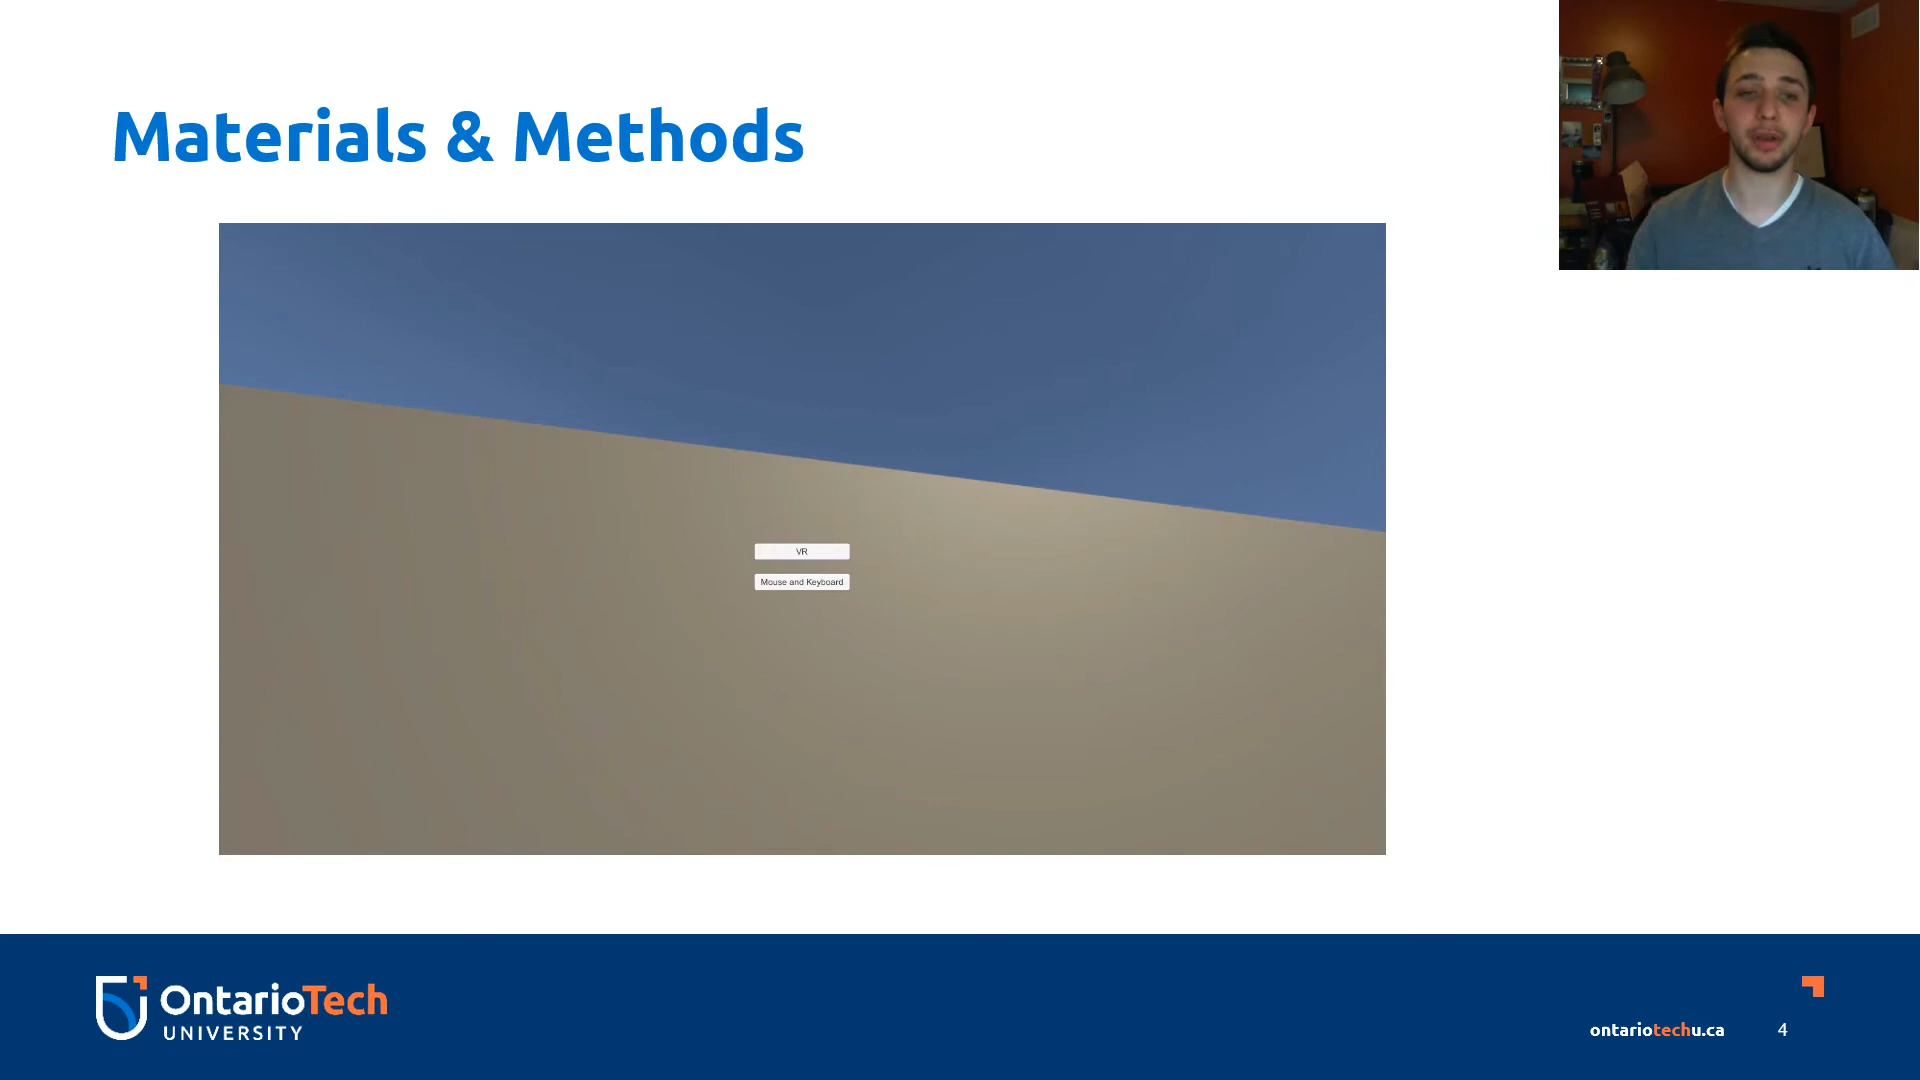 Materials & Methods
VR
Mouse and Keyboard
OntarioTech
UNIVERSITY
ontariotechu.ca
4